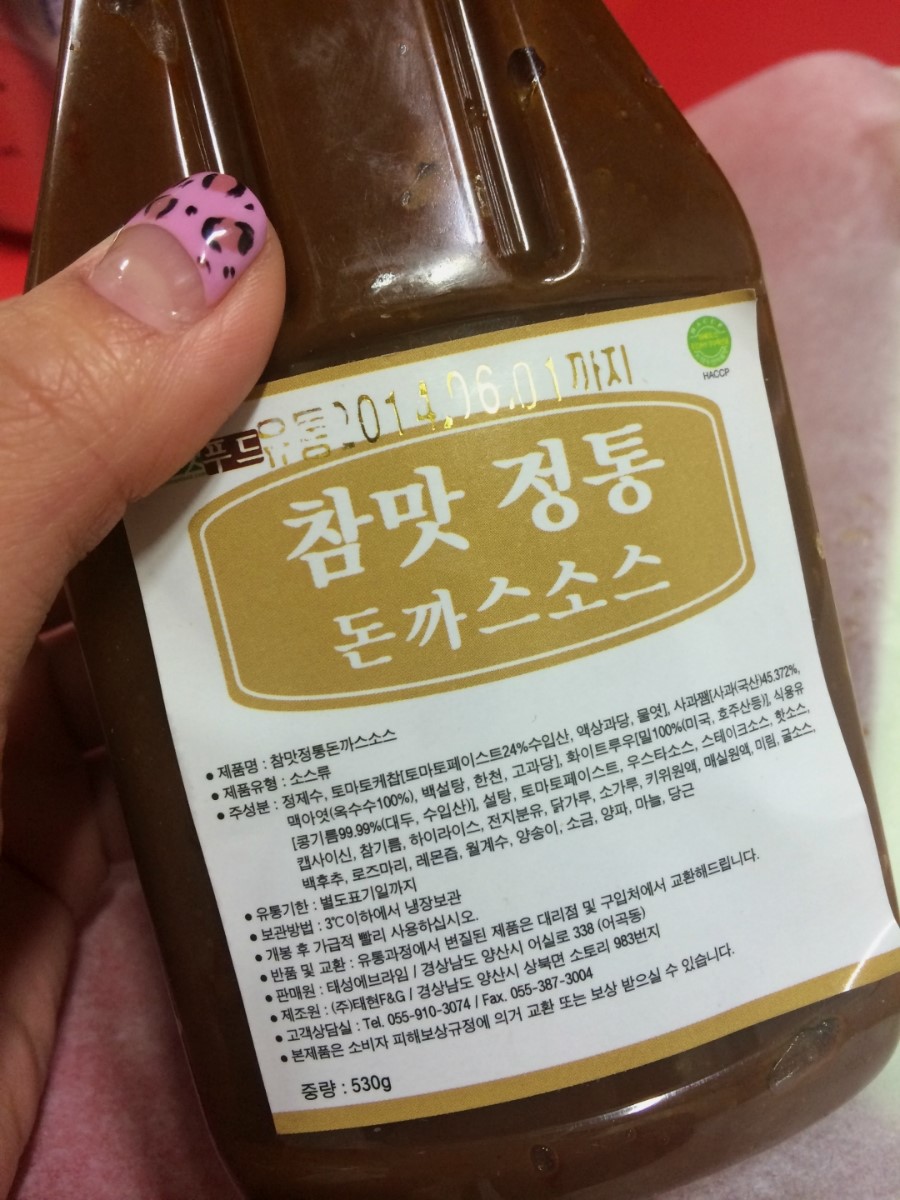 HACCP
푸드
유통2014.06.01까지
참맛 정통
돈까스소스
• 제품명 : 참맛정통돈까스소스
• 제품유형 : 소스류
• 주성분 : 정제수, 토마토케찹[토마토페이스트24%수입산, 액상과당, 물엿], 사과잼[사과(국산)45.372%,
맥아엿(옥수수100%), 백설탕, 한천, 고과당], 화이트루우[밀100%(미국, 호주산등)], 식용유
[콩기름99.99%(대두, 수입산)], 설탕, 토마토페이스트, 우스타소스, 스테이크소스, 핫소스,
캡사이신, 참기름, 하이라이스, 전지분유, 닭가루, 소가루, 키위원액, 매실원액, 미림, 굴소스,
백후추, 로즈마리, 레몬즙, 월계수, 양송이, 소금, 양파, 마늘, 당근
• 유통기한 : 별도표기일까지
• 보관방법 : 3℃이하에서 냉장보관
• 개봉 후 가급적 빨리 사용하십시오.
• 반품 및 교환 : 유통과정에서 변질된 제품은 대리점 및 구입처에서 교환해드립니다.
• 판매원 : 태성에브라임 / 경상남도 양산시 어실로 338 (어곡동)
• 제조원 : (주)태현F&G / 경상남도 양산시 상북면 소토리 983번지
• 고객상담실 : Tel. 055-910-3074 / Fax. 055-387-3004
• 본제품은 소비자 피해보상규정에 의거 교환 또는 보상 받으실 수 있습니다.
중량 : 530g